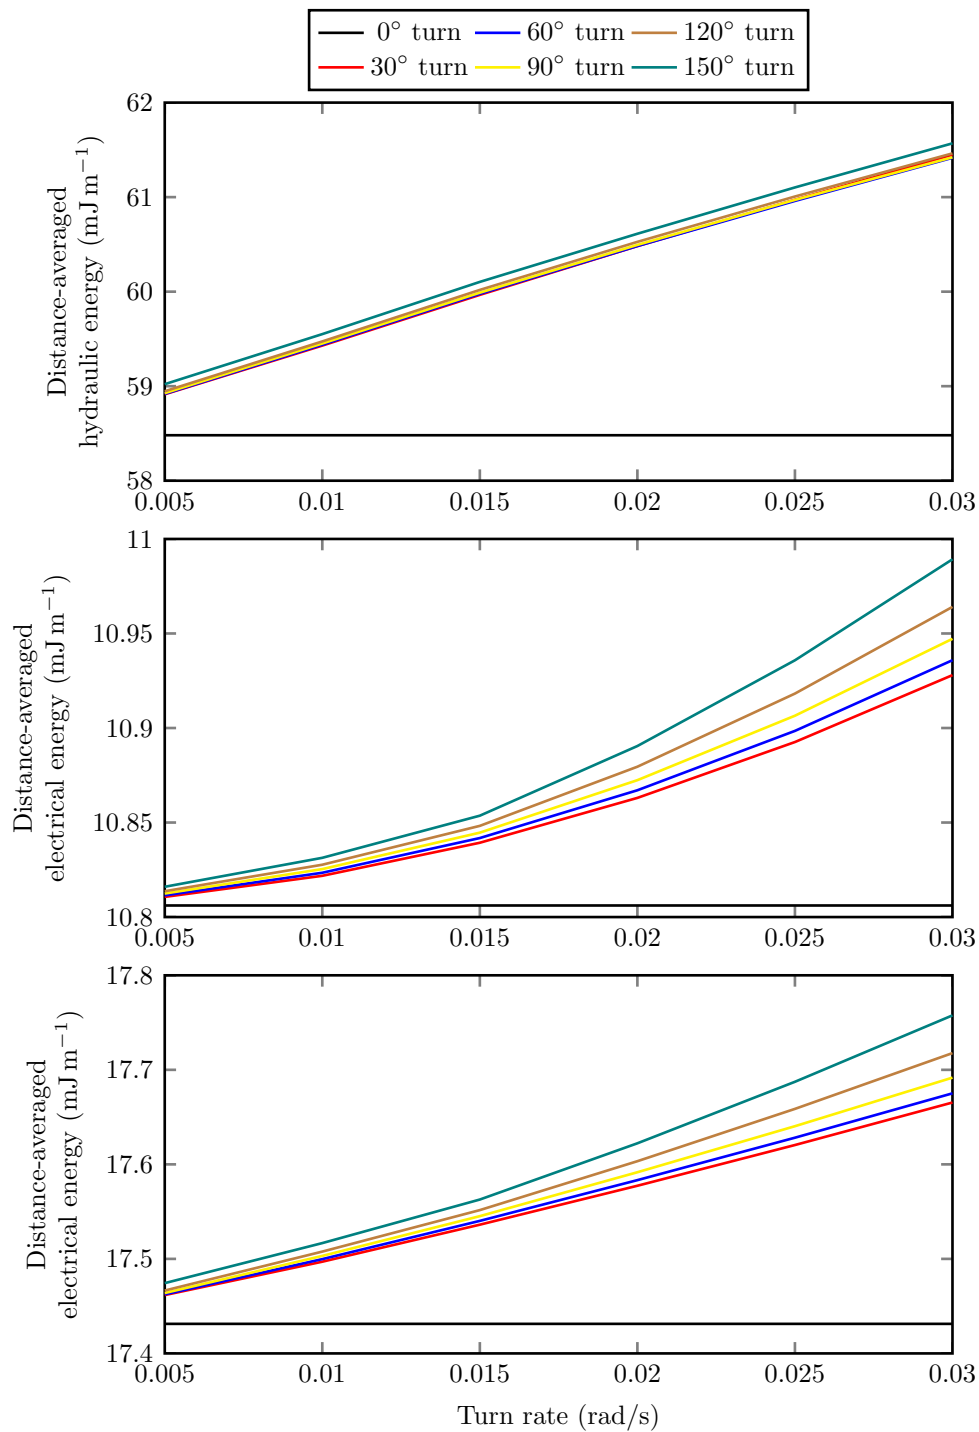 0° turn 60° turn 120° turn
30° turn 90° turn 150° turn
62
61
60
59
58
Distance-averaged
hydraulic energy (mJ m⁻¹)
0.005 0.01 0.015 0.02 0.025 0.03
11
10.95
10.9
10.85
10.8
Distance-averaged
electrical energy (mJ m⁻¹)
0.005 0.01 0.015 0.02 0.025 0.03
17.8
17.7
17.6
17.5
17.4
Distance-averaged
electrical energy (mJ m⁻¹)
0.005 0.01 0.015 0.02 0.025 0.03
Turn rate (rad/s)